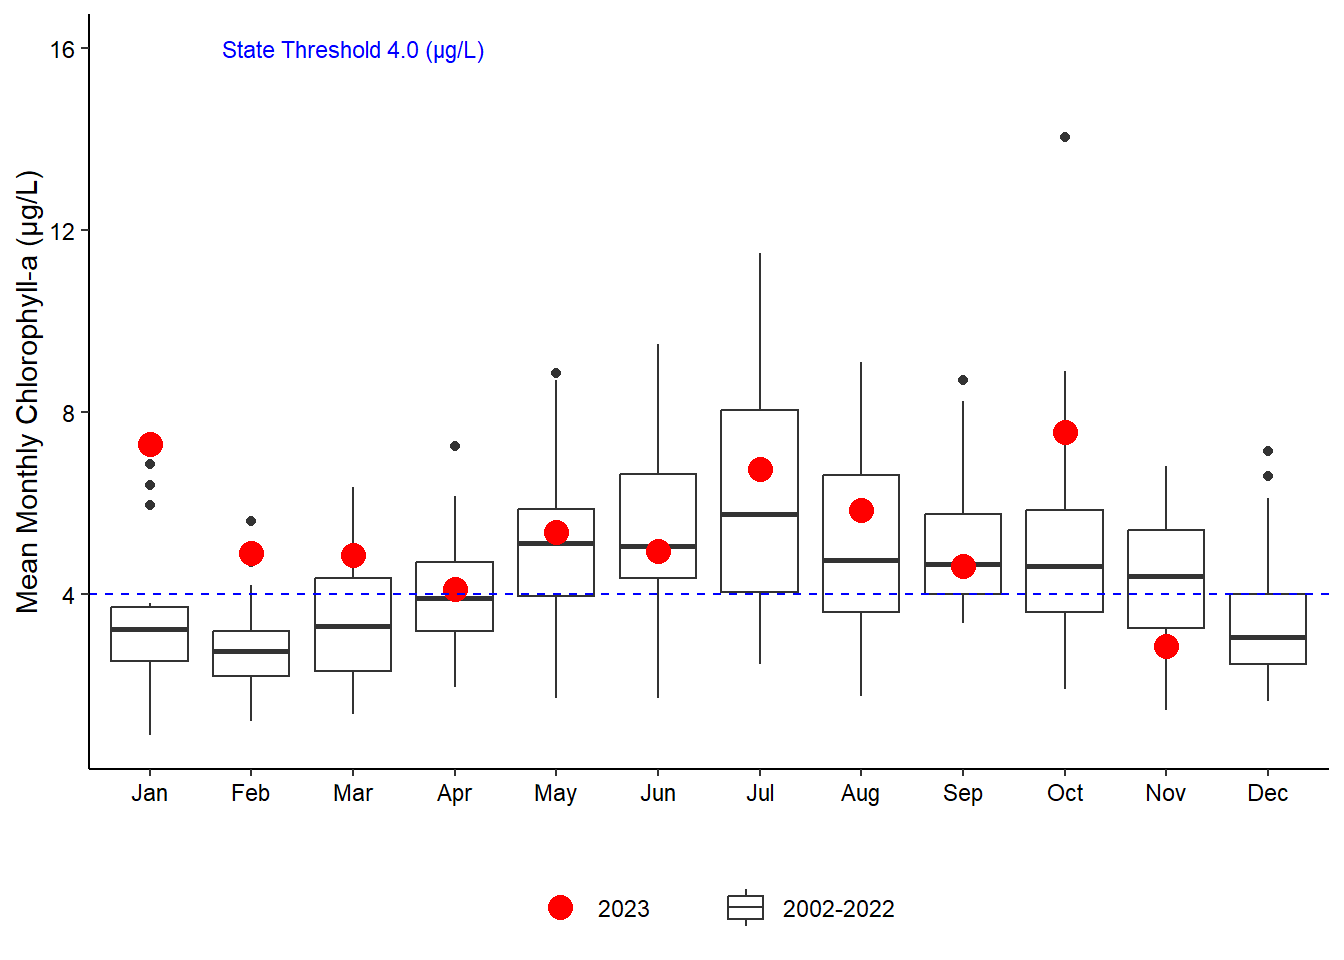 State Threshold 4.0 (µg/L)
Mean Monthly Chlorophyll-a (µg/L)
16
12
8
4
Jan Feb Mar Apr May Jun Jul Aug Sep Oct Nov Dec
2023 2002-2022